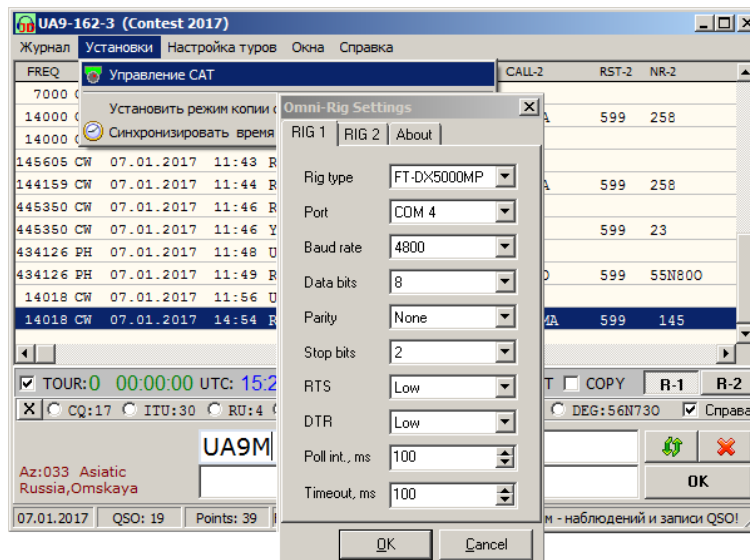 UA9-162-3 (Contest 2017)
Журнал Установки Настройка туров Окна Справка
FREQ CALL-2 RST-2 NR-2
Управление CAT
Установить режим копии
Синхронизировать время
Omni-Rig Settings
RIG 1 RIG 2 About
Rig type FT-DX5000MP
Port COM 4
Baud rate 4800
Data bits 8
Parity None
Stop bits 2
RTS Low
DTR Low
Poll int., ms 100
Timeout, ms 100
OK Cancel
7000
14000 599 258
14000
145605 CW 07.01.2017 11:43 R
144159 CW 07.01.2017 11:44 R 599 258
445350 CW 07.01.2017 11:46 R
445350 CW 07.01.2017 11:46 Y 599 23
434126 PH 07.01.2017 11:48 U
434126 PH 07.01.2017 11:49 R 599 55N80O
14018 CW 07.01.2017 11:56 U
14018 CW 07.01.2017 14:54 R MA 599 145
TOUR:0 00:00:00 UTC: 15:2 T COPY R-1 R-2
X CQ:17 ITU:30 RU:4 DEG:56N73O Справа
UA9M
Az:033 Asiatic
Russia,Omskaya
OK
07.01.2017 QSO: 19 Points: 39 м - наблюдений и записи QSO!